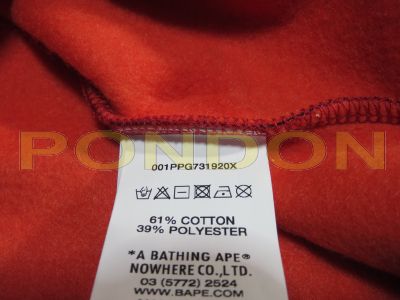 001PPG731920X
PONDON
61% COTTON
39% POLYESTER
*A BATHING APE®
NOWHERE CO.,LTD.
03 (5772) 2524
WWW.BAPE.COM